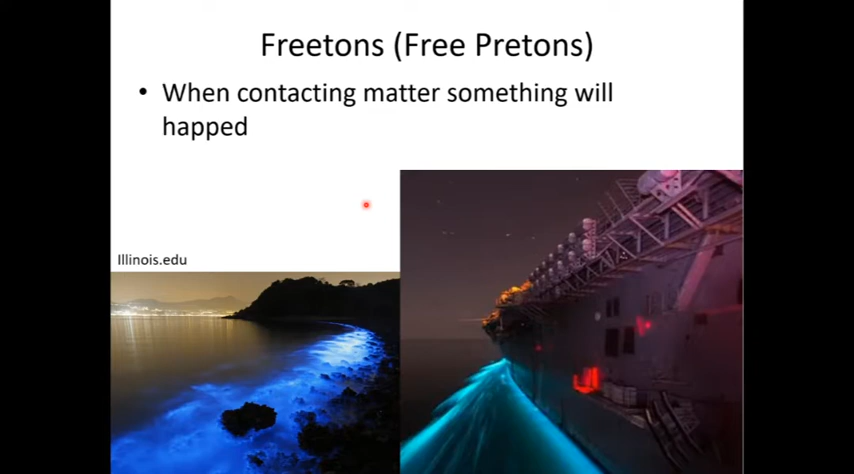 Freetons (Free Pretons)
• When contacting matter something will
happed
Illinois.edu